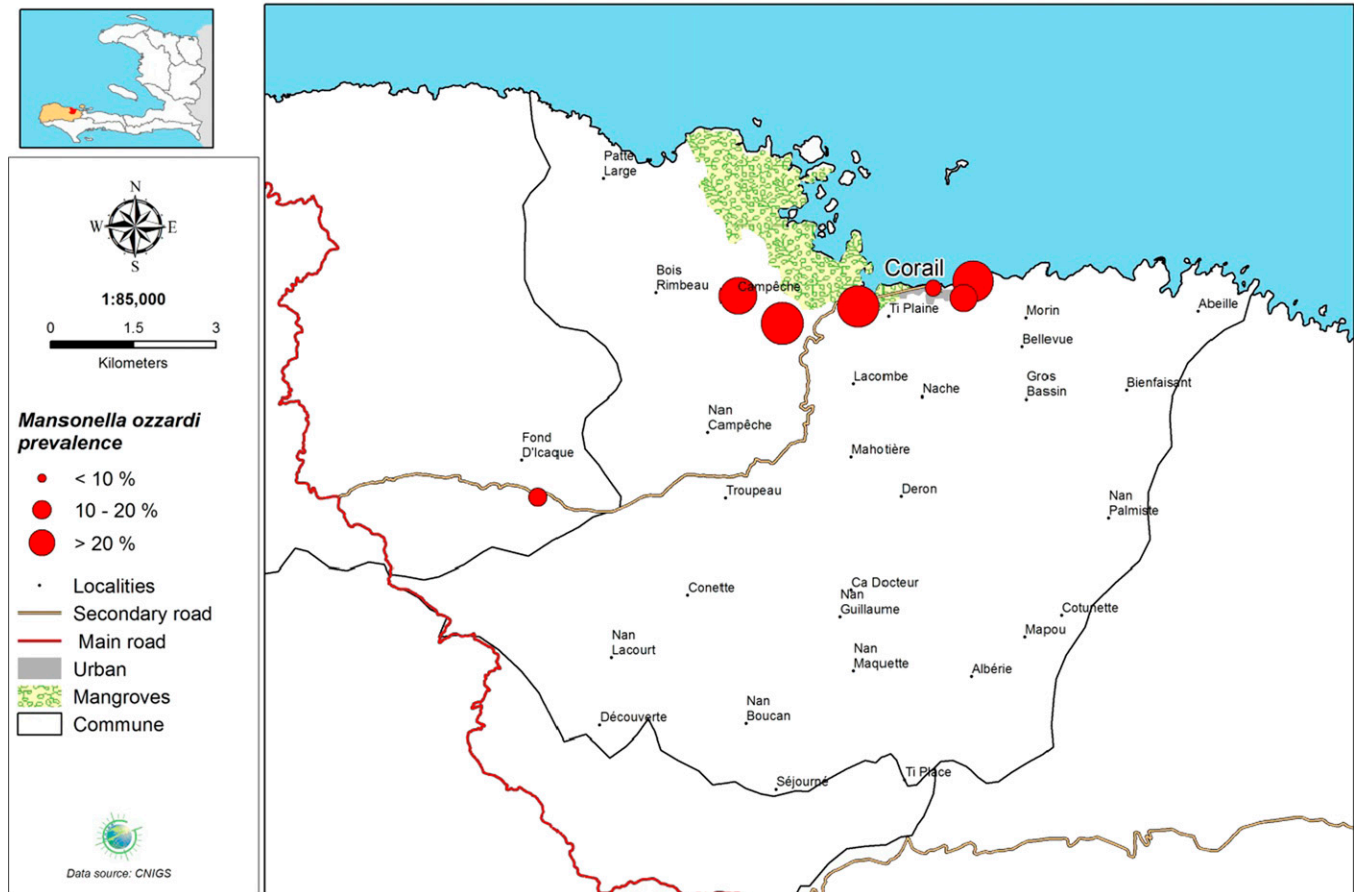 N
W
E
S
1:85,000
0
1.5
3
Kilometers
Mansonella ozzardi
prevalence
< 10 %
10 - 20 %
> 20 %
Localities
Secondary road
Main road
Urban
Mangroves
Commune
Data source: CNIGS
Patte
Large
Bois
Rimbeau
Campêche
Corail
Ti Plaine
Morin
Abeille
Bellevue
Lacombe
Nache
Gros
Bassin
Bienfaisant
Nan
Campêche
Fond
D'Icaque
Mahotière
Troupeau
Deron
Nan
Palmiste
Conette
Ca Docteur
Nan
Guillaume
Cotunette
Mapou
Nan
Lacourt
Nan
Maquette
Albérie
Découverte
Nan
Boucan
Séjourné
Ti Place